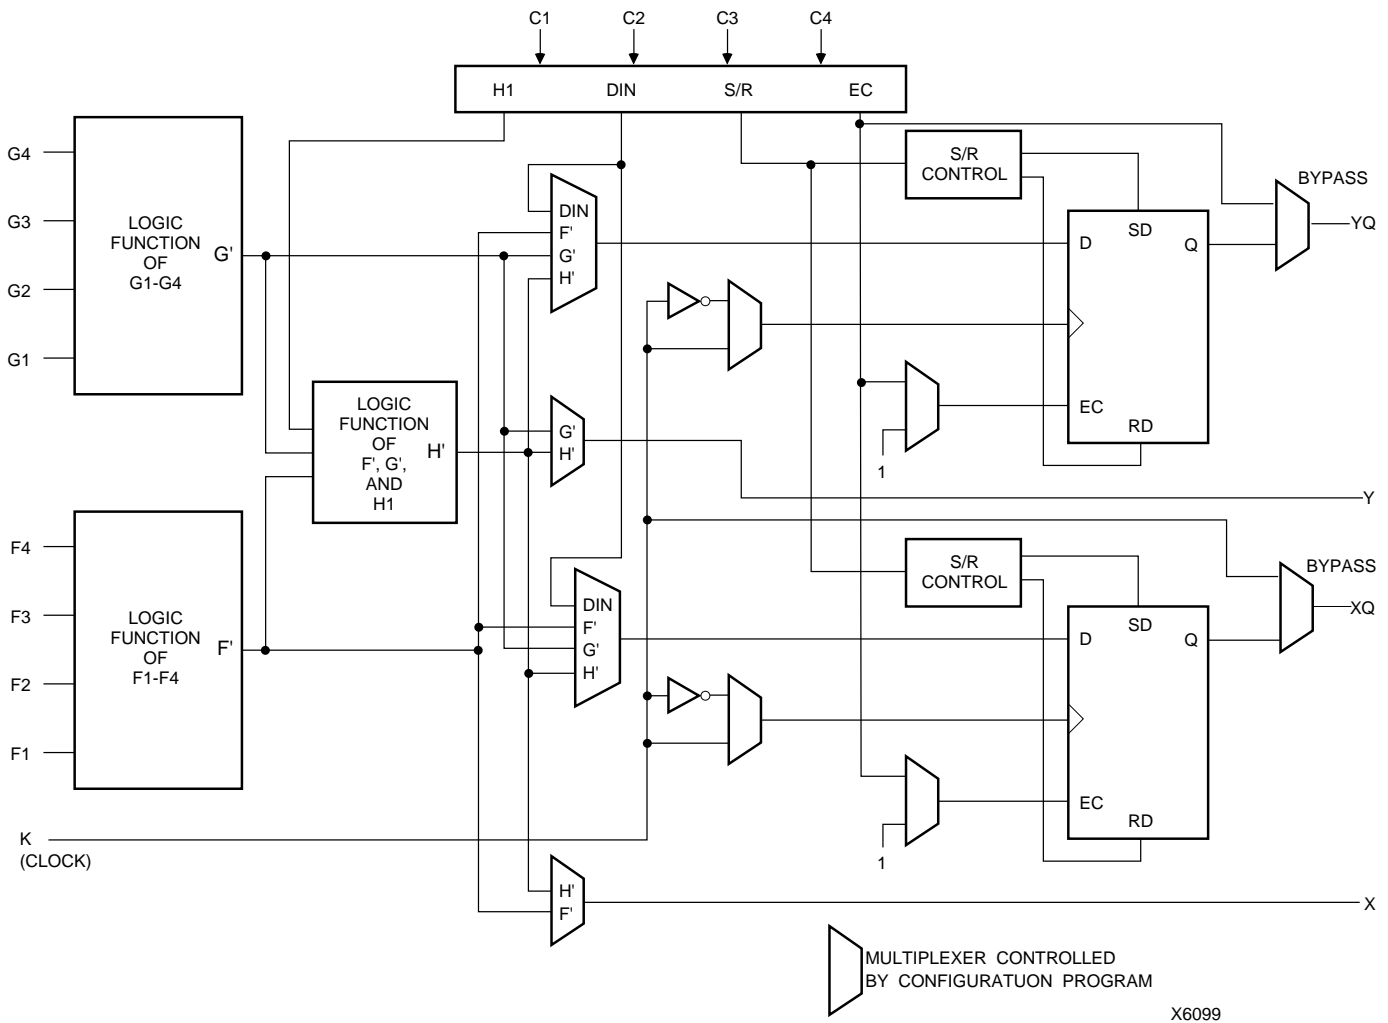 C1 C2 C3 C4
H1 DIN S/R EC
G4
G3
G2
G1
LOGIC
FUNCTION
OF
G1-G4
G'
DIN
F'
G'
H'
S/R
CONTROL
D
SD
Q
EC
RD
1
BYPASS
YQ
LOGIC
FUNCTION
OF
F', G',
AND
H1
H'
G'
H'
Y
F4
F3
F2
F1
LOGIC
FUNCTION
OF
F1-F4
F'
DIN
F'
G'
H'
S/R
CONTROL
D
SD
Q
EC
RD
1
BYPASS
XQ
K
(CLOCK)
H'
F'
X
MULTIPLEXER CONTROLLED
BY CONFIGURATUON PROGRAM
X6099